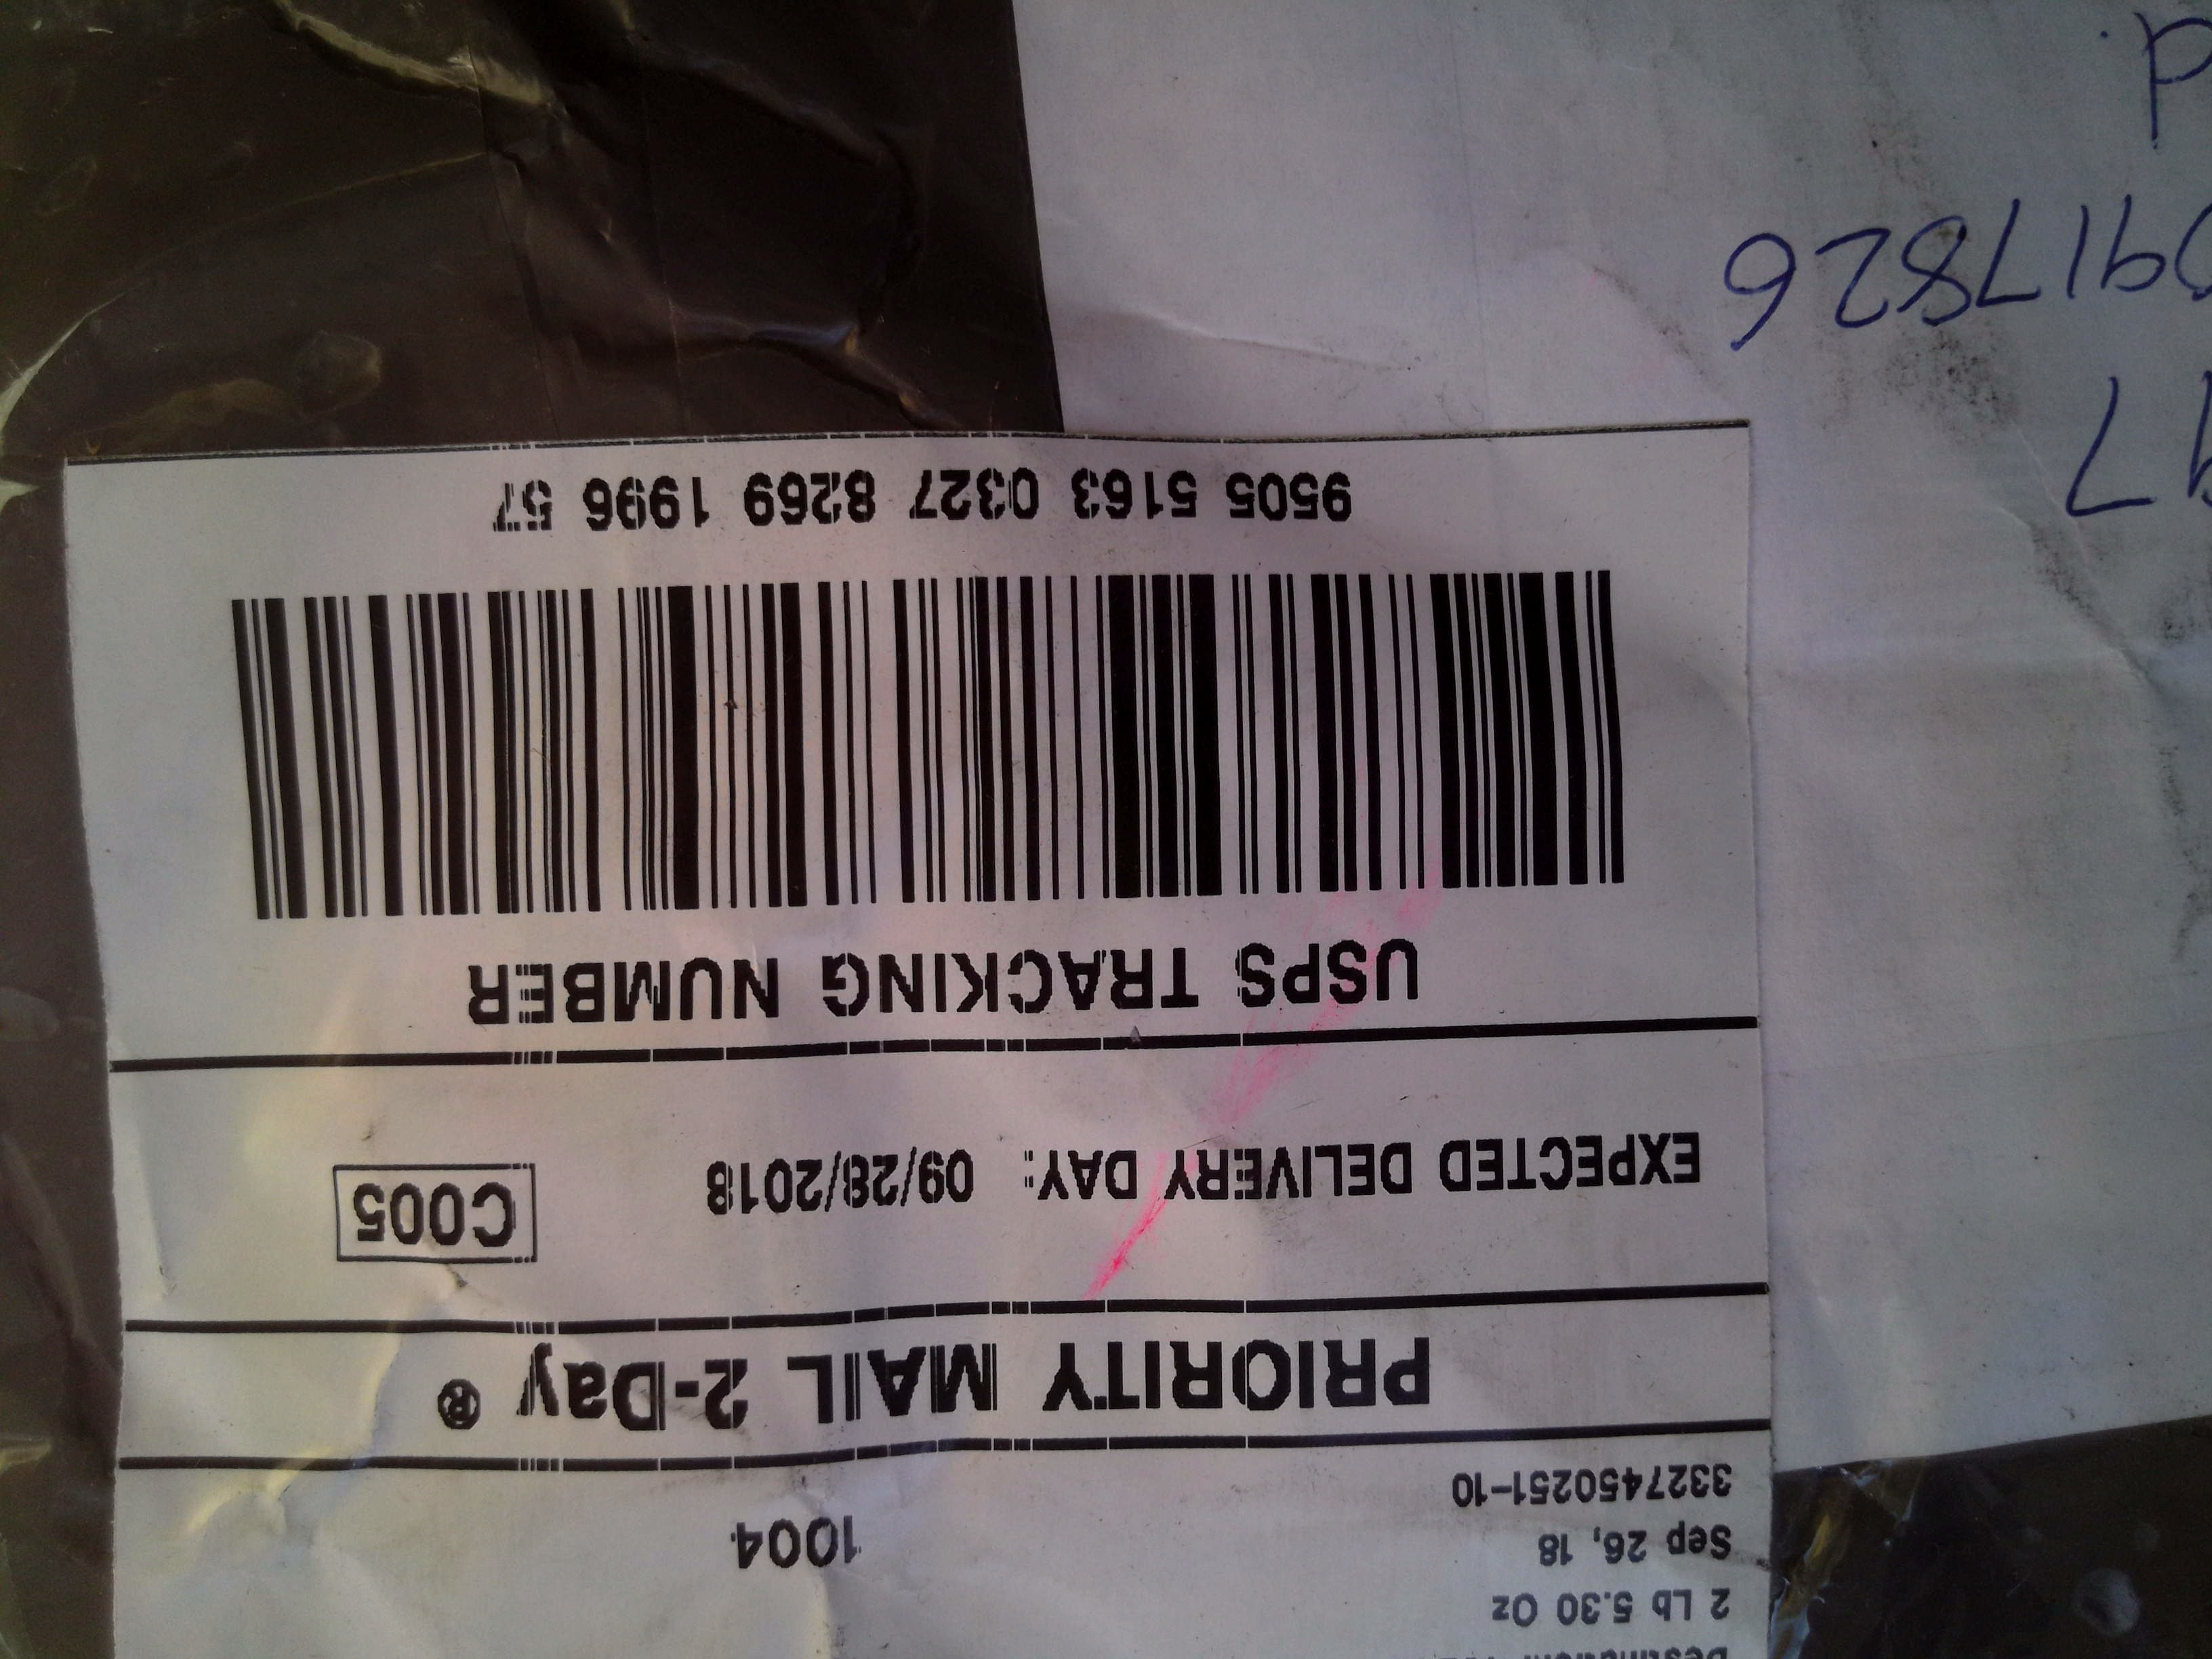 2 Lb 5.30 Oz
Sep 26, 18
3327450251-10
1004
PRIORITY MAIL 2-Day ®
EXPECTED DELIVERY DAY: 09/28/2018
C005
USPS TRACKING NUMBER
9505 5163 0327 8269 1996 57